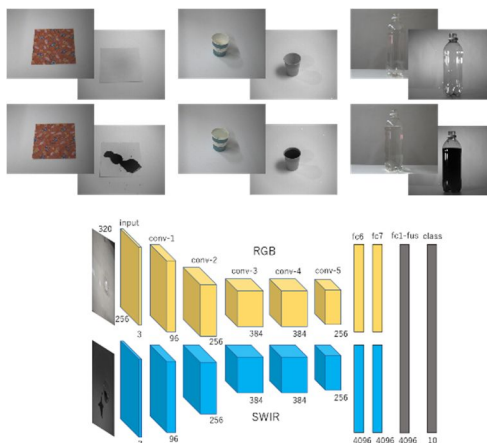 320
input
conv-1
conv-2
RGB
conv-3
conv-4
conv-5
fc6
fc7
fc1-fus
class
256
3
96
256
384
384
256
96
256
384
384
256
SWIR
4096
4096
4096
10